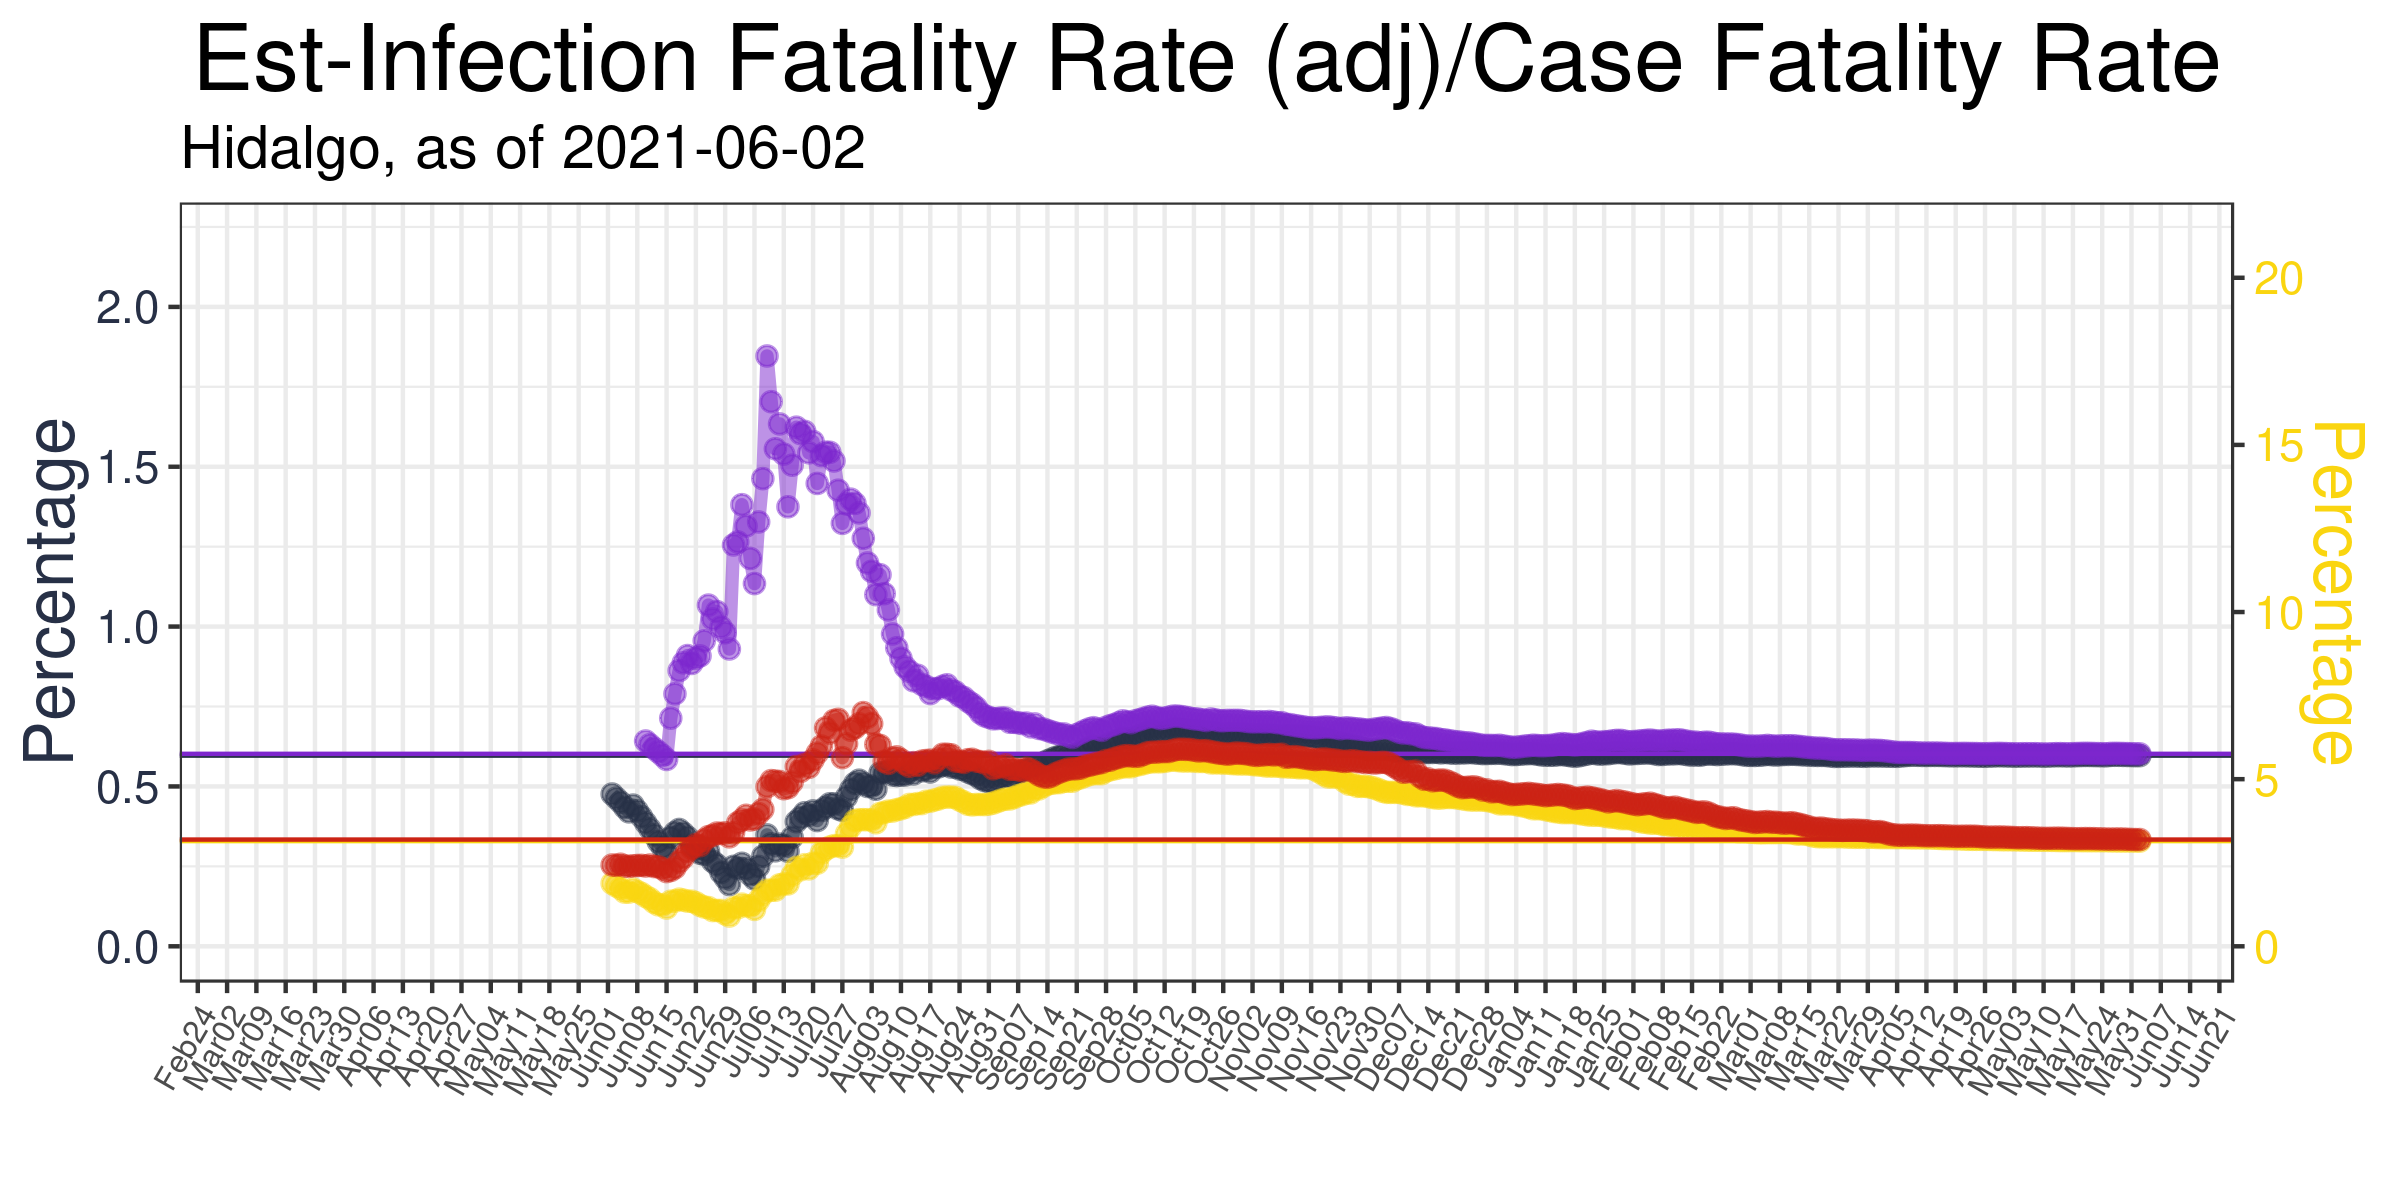 Est-Infection Fatality Rate (adj)/Case Fatality Rate
Hidalgo, as of 2021-06-02
Percentage
2.0
1.5
1.0
0.5
0.0
20
15
10
5
0
Percentage
Feb24
Mar02
Mar09
Mar16
Mar23
Mar30
Apr06
Apr13
Apr20
Apr27
May04
May11
May18
May25
Jun01
Jun08
Jun15
Jun22
Jun29
Jul06
Jul13
Jul20
Jul27
Aug03
Aug10
Aug17
Aug24
Aug31
Sep07
Sep14
Sep21
Sep28
Oct05
Oct12
Oct19
Oct26
Nov02
Nov09
Nov16
Nov23
Nov30
Dec07
Dec14
Dec21
Dec28
Jan04
Jan11
Jan18
Jan25
Feb01
Feb08
Feb15
Feb22
Mar01
Mar08
Mar15
Mar22
Mar29
Apr05
Apr12
Apr19
Apr26
May03
May10
May17
May24
May31
Jun07
Jun14
Jun21